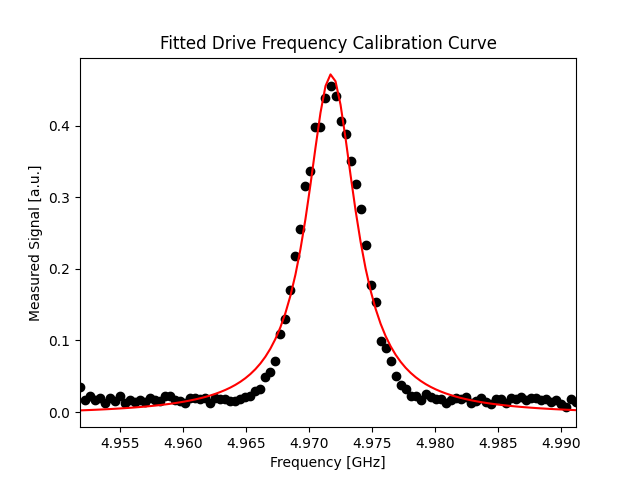 Fitted Drive Frequency Calibration Curve
Measured Signal [a.u.]
0.4
0.3
0.2
0.1
0.0
4.955 4.960 4.965 4.970 4.975 4.980 4.985 4.990
Frequency [GHz]